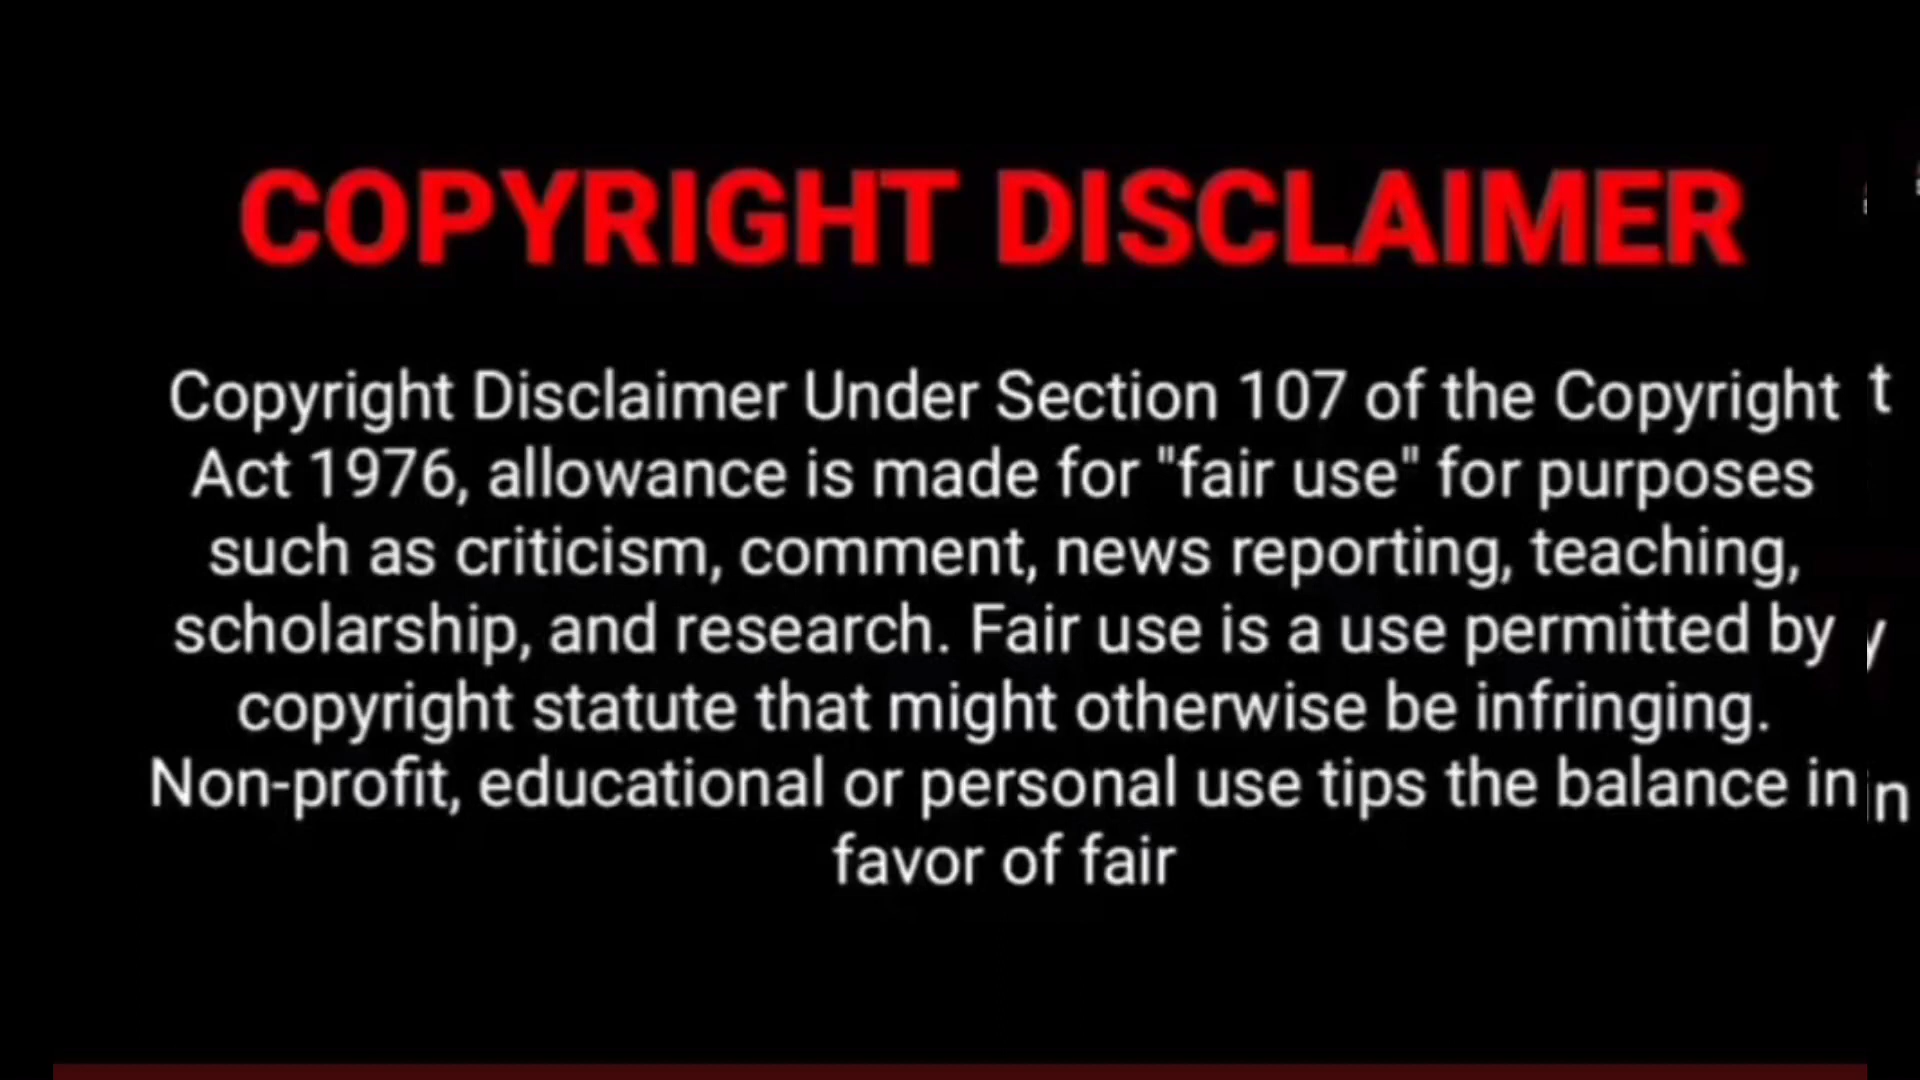 COPYRIGHT DISCLAIMER
Copyright Disclaimer Under Section 107 of the Copyright t
Act 1976, allowance is made for "fair use" for purposes
such as criticism, comment, news reporting, teaching,
scholarship, and research. Fair use is a use permitted by y
copyright statute that might otherwise be infringing.
Non-profit, educational or personal use tips the balance in n
favor of fair